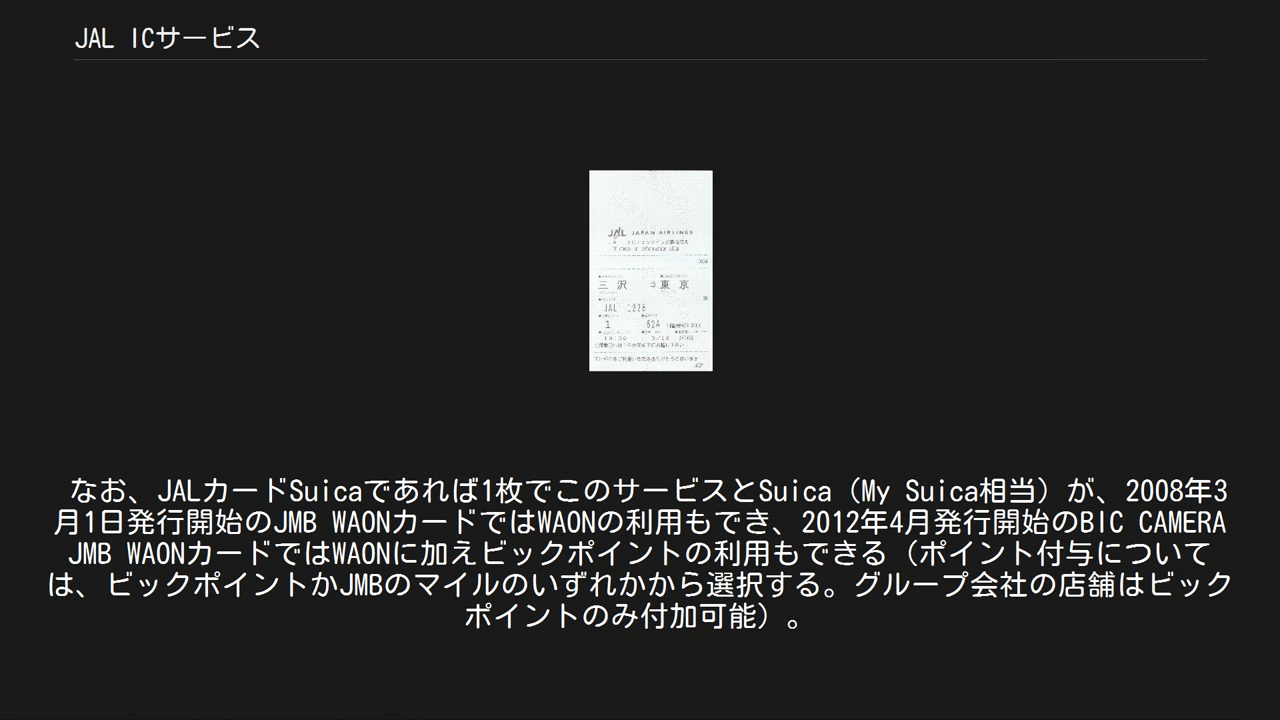 JAL ICサービス
JAL JAPAN AIRLINES
三 沢 ⇒ 東 京
JAL 1228
1
なお、JALカードSuicaであれば1枚でこのサービスとSuica（My Suica相当）が、2008年3
月1日発行開始のJMB WAONカードではWAONの利用もでき、2012年4月発行開始のBIC CAMERA
JMB WAONカードではWAONに加えビックポイントの利用もできる（ポイント付与について
は、ビックポイントかJMBのマイルのいずれかから選択する。グループ会社の店舗はビック
ポイントのみ付加可能）。